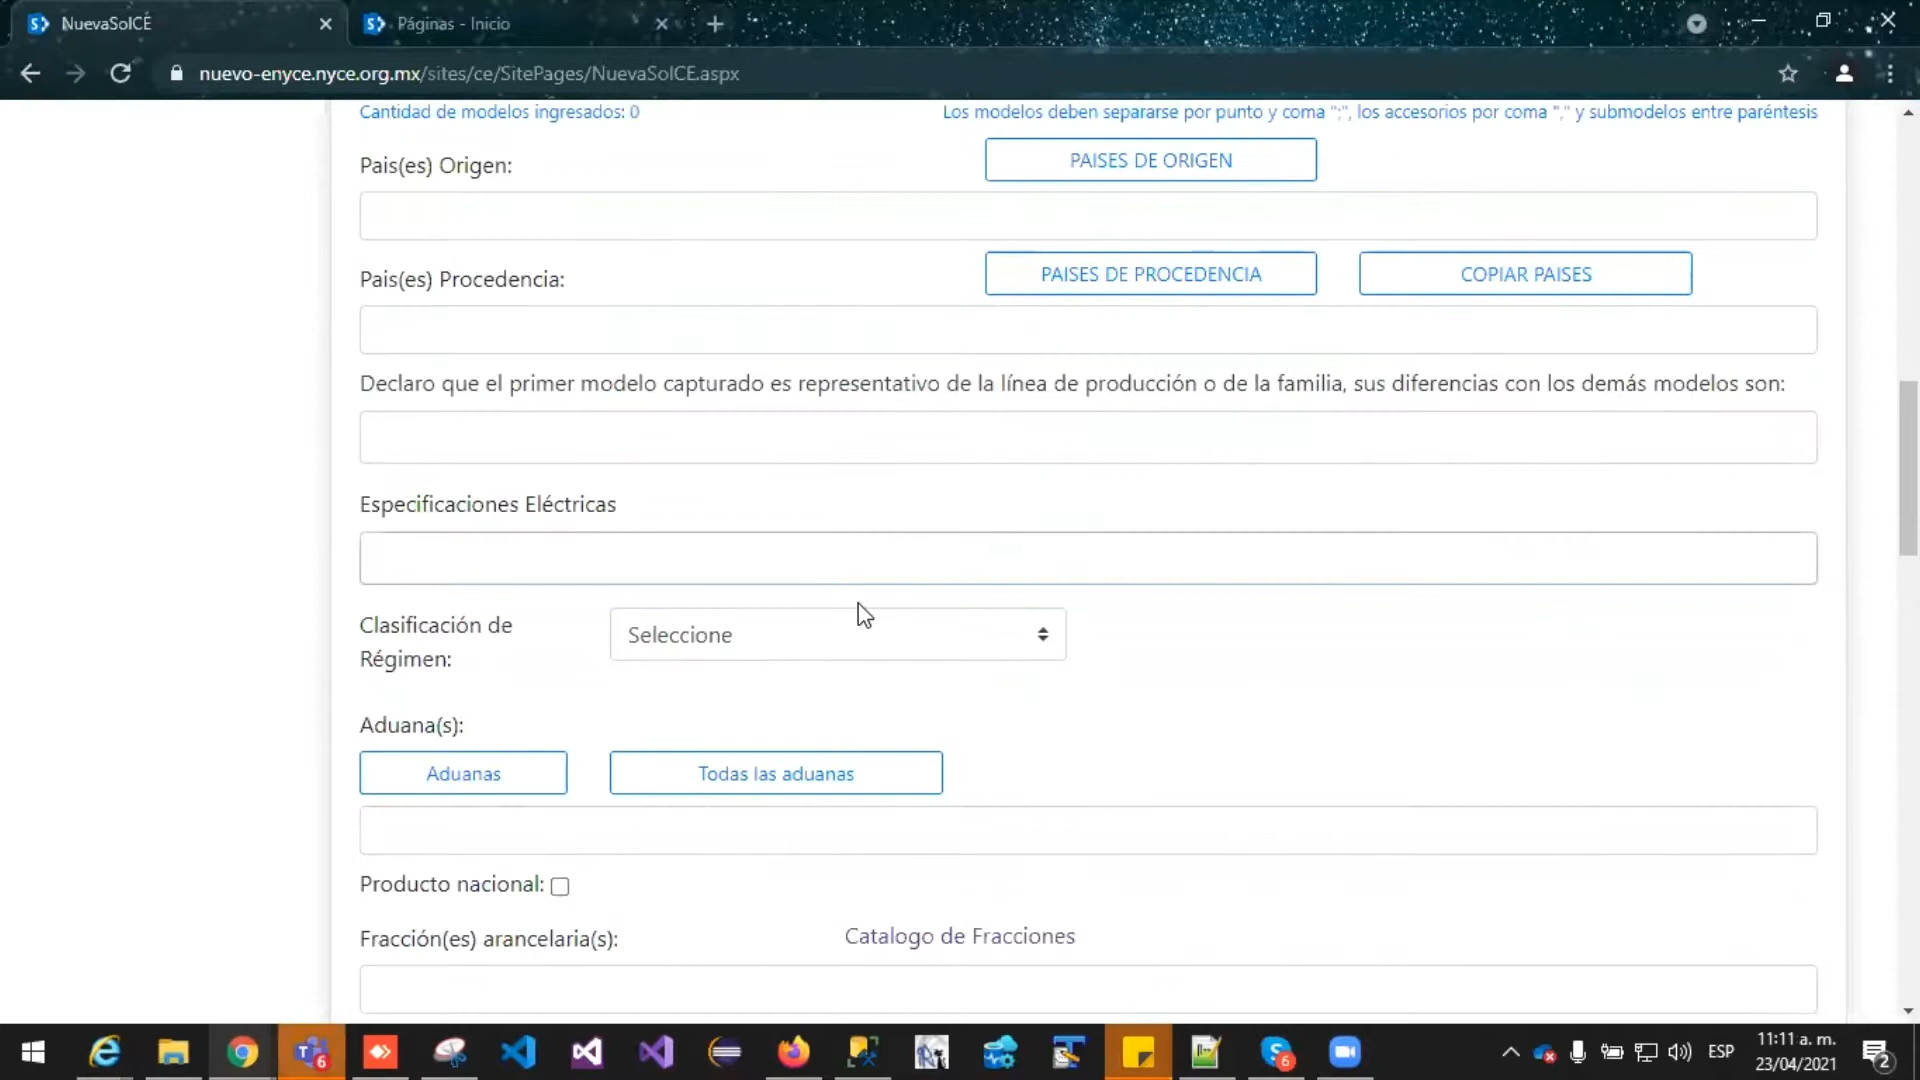 NuevaSolCE
Páginas - Inicio
nuevo-enyce.nyce.org.mx/sites/ce/SitePages/NuevaSolCE.aspx
Cantidad de modelos ingresados: 0
Los modelos deben separarse por punto y coma ";", los accesorios por coma "," y submodelos entre paréntesis
Pais(es) Origen:
PAISES DE ORIGEN
Pais(es) Procedencia:
PAISES DE PROCEDENCIA
COPIAR PAISES
Declaro que el primer modelo capturado es representativo de la línea de producción o de la familia, sus diferencias con los demás modelos son:
Especificaciones Eléctricas
Clasificación de
Régimen:
Seleccione
Aduana(s):
Aduanas
Todas las aduanas
Producto nacional:
Fracción(es) arancelaria(s):
Catalogo de Fracciones
6
6
ESP
11:11 a. m.
23/04/2021
2